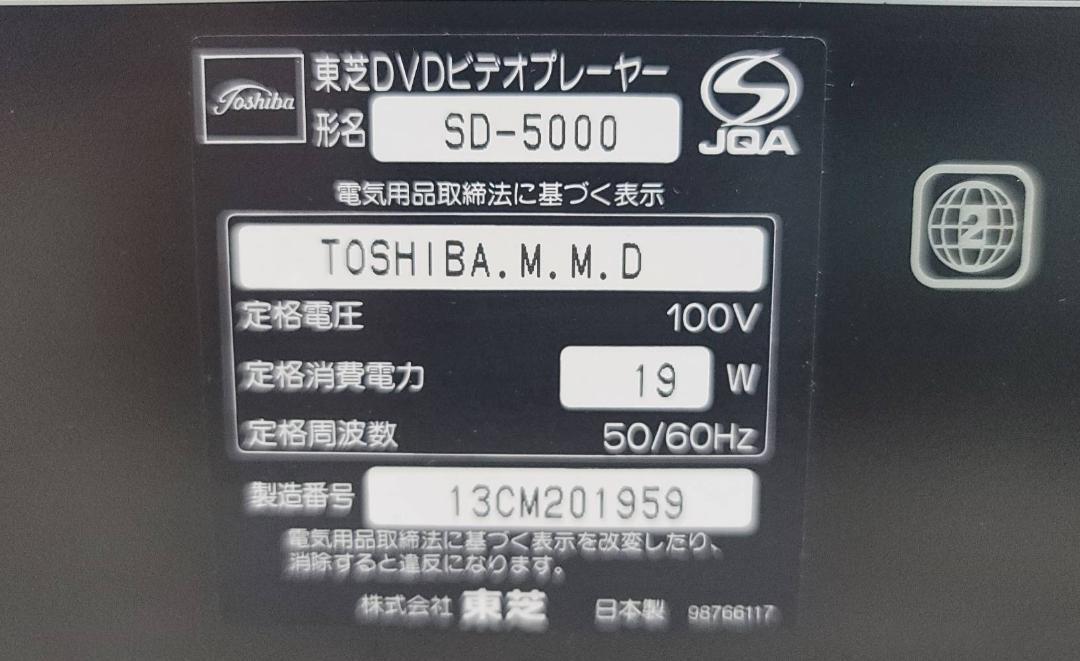 Toshiba
東芝DVDビデオプレーヤー
形名 SD-5000
JQA
電気用品取締法に基づく表示
TOSHIBA.M.M.D
定格電圧 100V
定格消費電力 19 W
定格周波数 50/60Hz
製造番号 13CM201959
電気用品取締法に基づく表示を改変したり、
消除すると違反になります。
株式会社 東芝 日本製 98766117
2